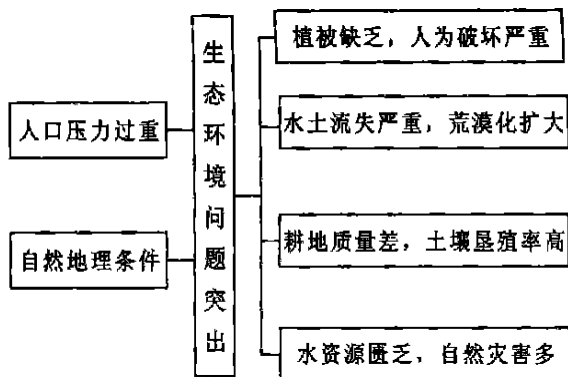 人口压力过重
自然地理条件
生态环境问题突出
植被缺乏，人为破坏严重
水土流失严重，荒漠化扩大
耕地质量差，土壤垦殖率高
水资源匮乏，自然灾害多